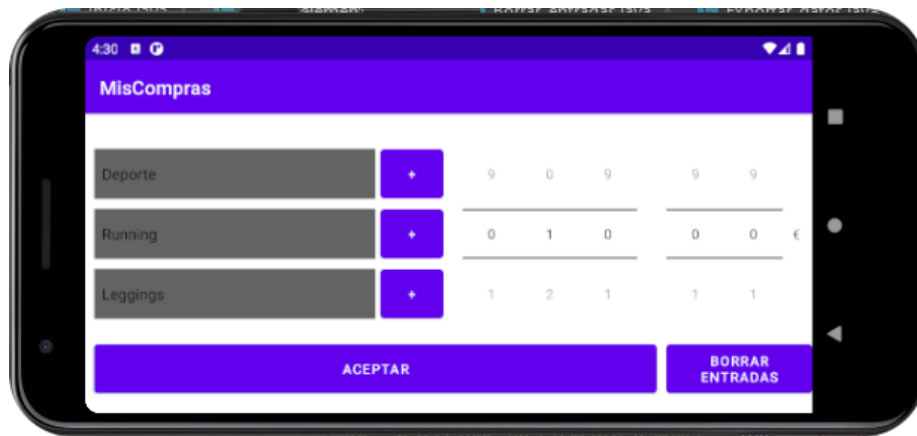 4:30
MisCompras
Deporte + 9 0 9 9 9
Running + 0 1 0 0 0 €
Leggings + 1 2 1 1 1
ACEPTAR
BORRAR
ENTRADAS